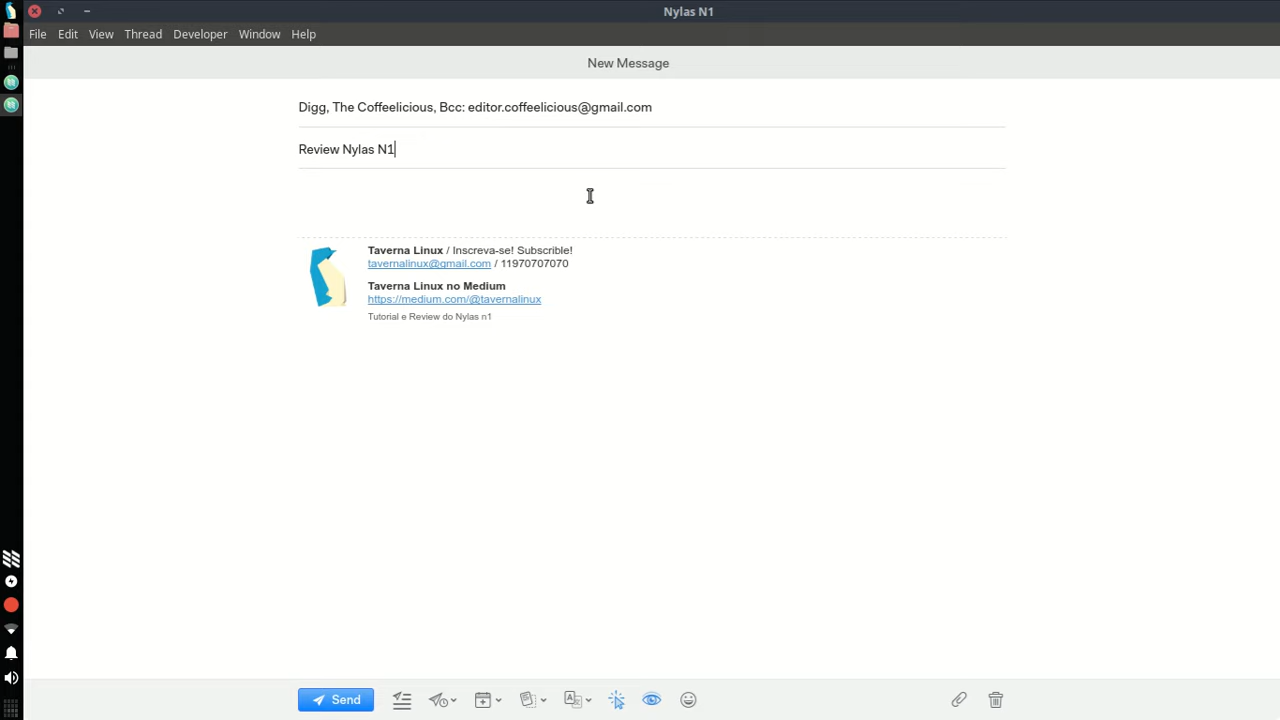 Nylas N1
File Edit View Thread Developer Window Help
New Message
Digg, The Coffeelicious, Bcc: editor.coffeelicious@gmail.com
Review Nylas N1
Taverna Linux / Inscreva-se! Subscrible!
tavernalinux@gmail.com / 11970707070
Taverna Linux no Medium
https://medium.com/@tavernalinux
Tutorial e Review do Nylas n1
Send